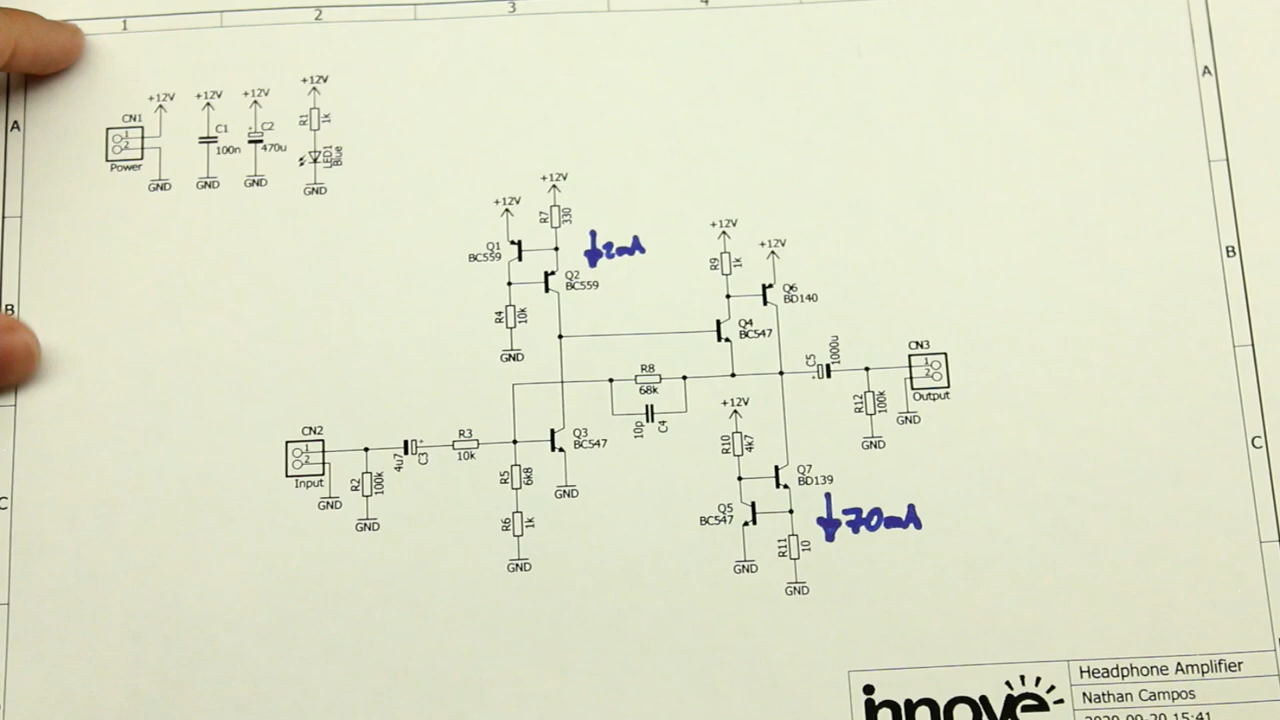 1 2 3 4
A
B
C
A
B
C
+12V +12V +12V +12V
CN1
1
2
Power
GND
C1
100n
GND
C2
470u
GND
R1
1k
LED1
Blue
GND
+12V
+12V
Q1
BC559
R7
330
2mA
Q2
BC559
R4
10k
GND
+12V
R9
1k
+12V
Q6
BD140
Q4
BC547
R8
68k
10p
C4
C5
1000u
CN3
1
2
Output
R12
100k
GND
GND
CN2
1
2
Input
GND
R2
100k
GND
4u7
C3
R3
10k
Q3
BC547
GND
R5
6k8
R6
1k
GND
+12V
R10
4k7
Q7
BD139
Q5
BC547
70mA
R11
10
GND
GND
innove
Headphone Amplifier
Nathan Campos
2020-09-20 15:41